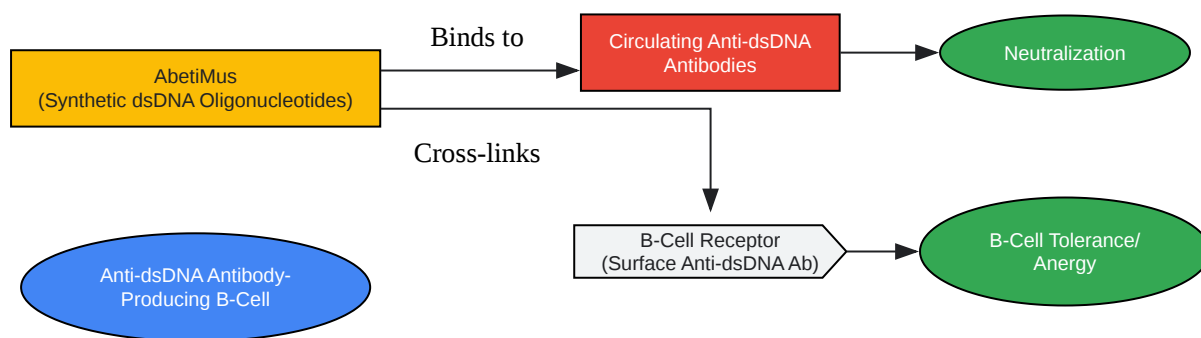 Binds to
Circulating Anti-dsDNA
Antibodies
Neutralization
AbetiMus
(Synthetic dsDNA Oligonucleotides)
Cross-links
B-Cell Receptor
(Surface Anti-dsDNA Ab)
B-Cell Tolerance/
Anergy
Anti-dsDNA Antibody-
Producing B-Cell